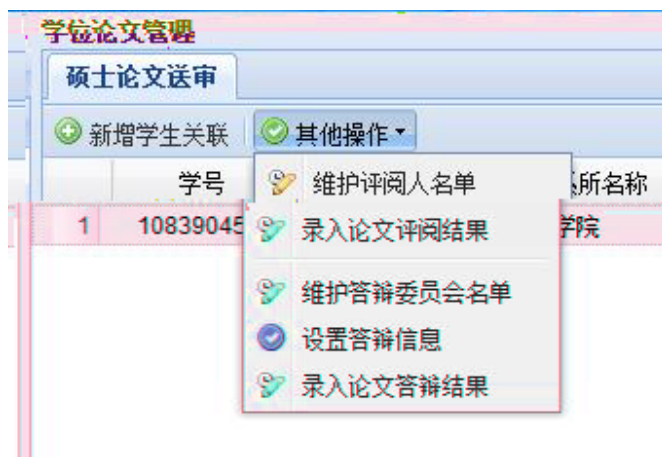 学位论文管理
硕士论文送审
新增学生关联 其他操作
学号 所名称
1 10839045 学院
维护评阅人名单
录入论文评阅结果
维护答辩委员会名单
设置答辩信息
录入论文答辩结果